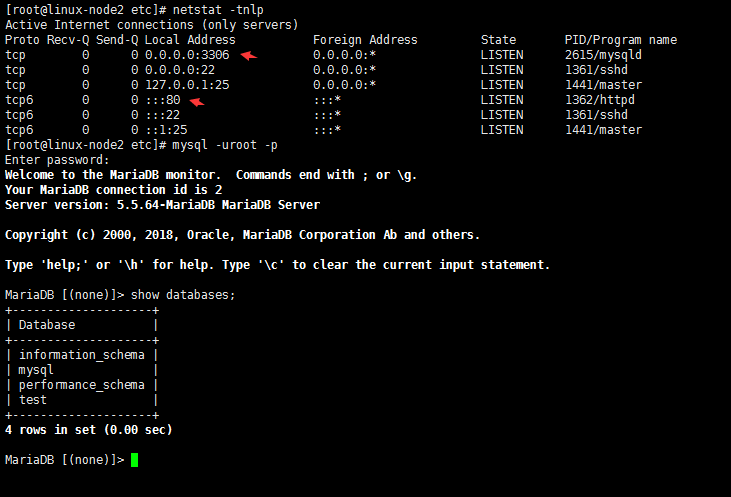 [root@linux-node2 etc]# netstat -tnlp
Active Internet connections (only servers)
Proto Recv-Q Send-Q Local Address           Foreign Address         State       PID/Program name
tcp        0      0 0.0.0.0:3306            0.0.0.0:*               LISTEN      2615/mysqld
tcp        0      0 0.0.0.0:22              0.0.0.0:*               LISTEN      1361/sshd
tcp        0      0 127.0.0.1:25            0.0.0.0:*               LISTEN      1441/master
tcp6       0      0 :::80                   :::*                    LISTEN      1362/httpd
tcp6       0      0 :::22                   :::*                    LISTEN      1361/sshd
tcp6       0      0 ::1:25                  :::*                    LISTEN      1441/master
[root@linux-node2 etc]# mysql -uroot -p
Enter password:
Welcome to the MariaDB monitor.  Commands end with ; or \g.
Your MariaDB connection id is 2
Server version: 5.5.64-MariaDB MariaDB Server

Copyright (c) 2000, 2018, Oracle, MariaDB Corporation Ab and others.

Type 'help;' or '\h' for help. Type '\c' to clear the current input statement.

MariaDB [(none)]> show databases;
+--------------------+
| Database           |
+--------------------+
| information_schema |
| mysql              |
| performance_schema |
| test               |
+--------------------+
4 rows in set (0.00 sec)

MariaDB [(none)]>